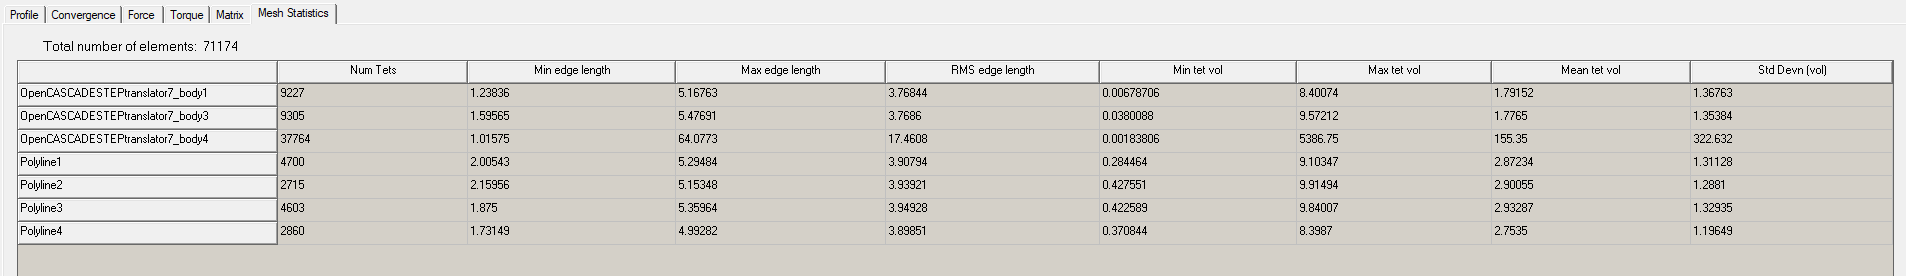 Profile Convergence Force Torque Matrix Mesh Statistics
Total number of elements: 71174
Num Tets Min edge length Max edge length RMS edge length Min tet vol Max tet vol Mean tet vol Std Devn (vol)
OpenCASCADESTEPtranslator7_body1 9227 1.23836 5.16763 3.76844 0.00678706 8.40074 1.79152 1.36763
OpenCASCADESTEPtranslator7_body3 9305 1.59565 5.47691 3.7686 0.0380088 9.57212 1.7765 1.35384
OpenCASCADESTEPtranslator7_body4 37764 1.01575 64.0773 17.4608 0.00183806 5386.75 155.35 322.632
Polyline1 4700 2.00543 5.29484 3.90794 0.284464 9.10347 2.87234 1.31128
Polyline2 2715 2.15956 5.15348 3.93921 0.427551 9.91494 2.90055 1.2881
Polyline3 4603 1.875 5.35964 3.94928 0.422589 9.84007 2.93287 1.32935
Polyline4 2860 1.73149 4.99282 3.89851 0.370844 8.3987 2.7535 1.19649